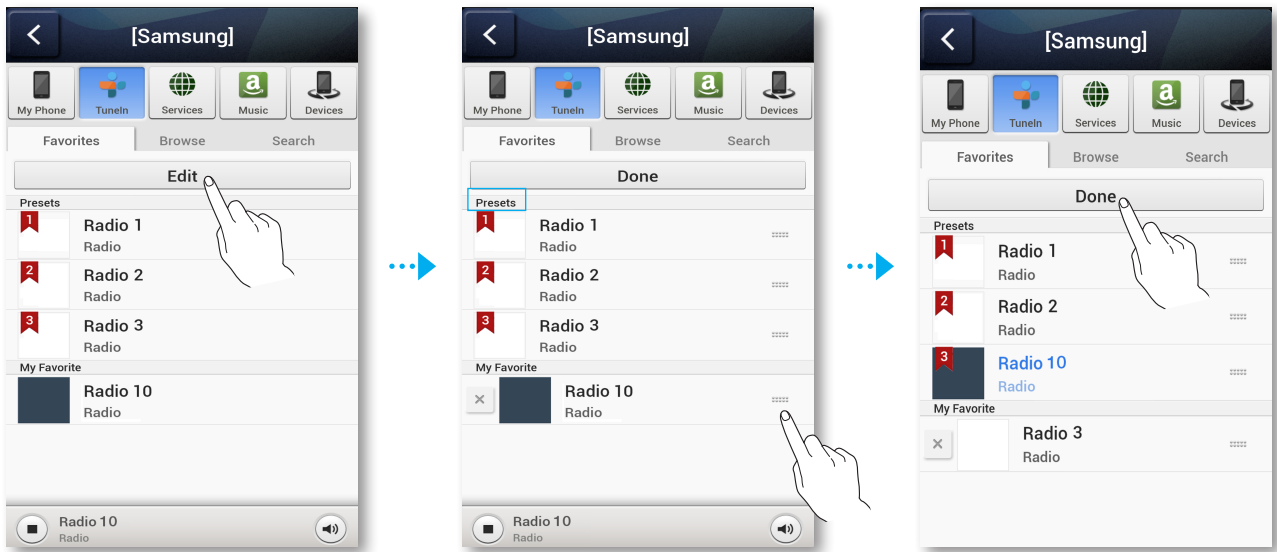 [Samsung]
My Phone TuneIn Services Music Devices
Favorites Browse Search
Edit
Presets
1 Radio 1
Radio
2 Radio 2
Radio
3 Radio 3
Radio
My Favorite
Radio 10
Radio
Radio 10
Radio
[Samsung]
My Phone TuneIn Services Music Devices
Favorites Browse Search
Done
Presets
1 Radio 1
Radio
2 Radio 2
Radio
3 Radio 3
Radio
My Favorite
Radio 10
Radio
Radio 10
Radio
[Samsung]
My Phone TuneIn Services Music Devices
Favorites Browse Search
Done
Presets
1 Radio 1
Radio
2 Radio 2
Radio
3 Radio 10
Radio
My Favorite
Radio 3
Radio